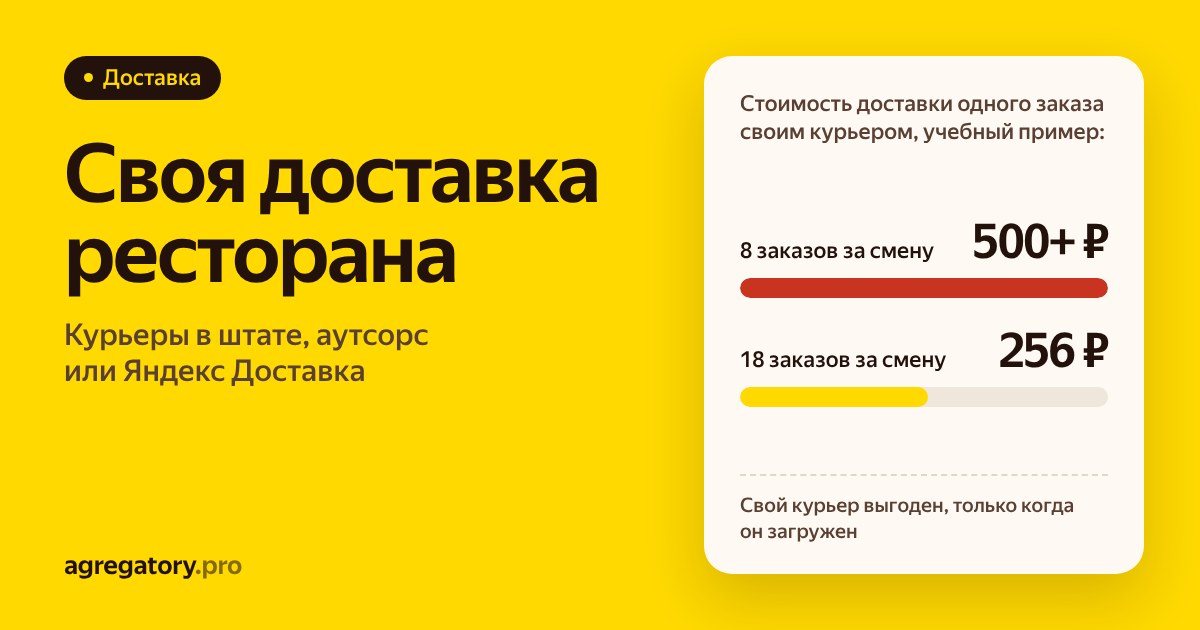 Доставка
Своя доставка
ресторана
Курьеры в штате, аутсорс
или Яндекс Доставка
agregatory.pro
Стоимость доставки одного заказа
своим курьером, учебный пример:
8 заказов за смену 500+ ₽
18 заказов за смену 256 ₽
Свой курьер выгоден, только когда
он загружен